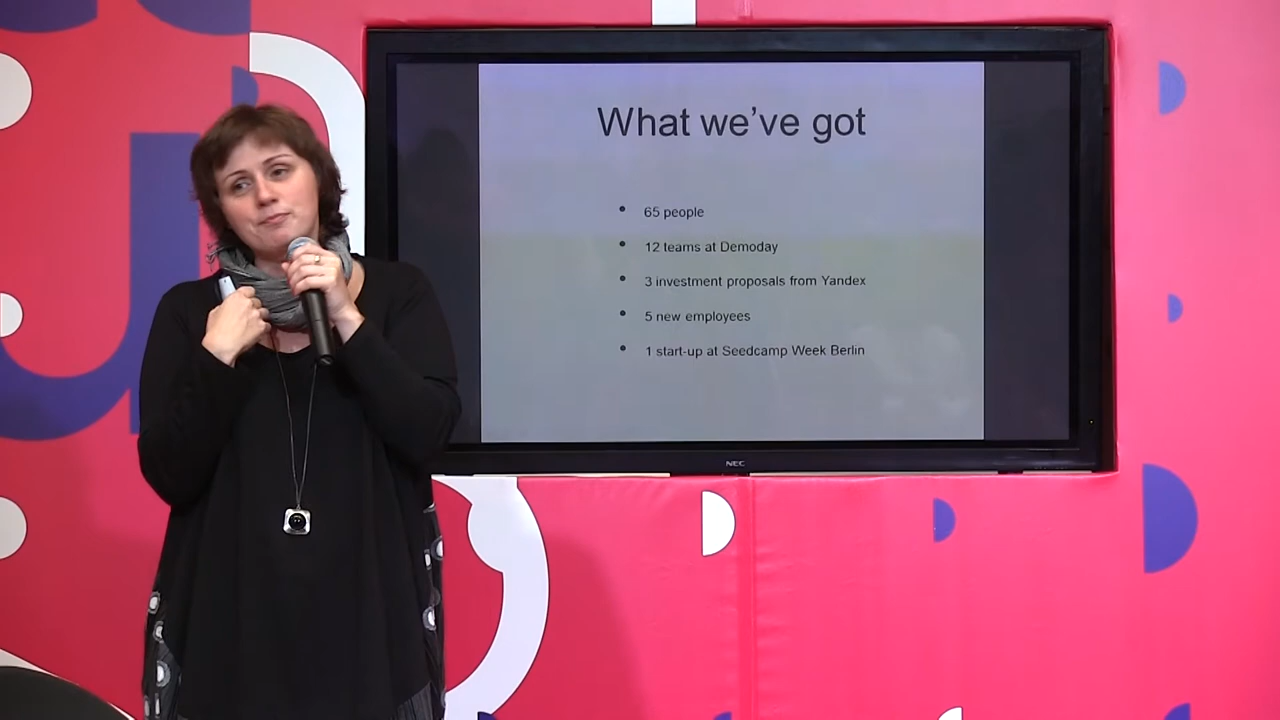 What we've got
• 65 people
• 12 teams at Demoday
• 3 investment proposals from Yandex
• 5 new employees
• 1 start-up at Seedcamp Week Berlin
NEC